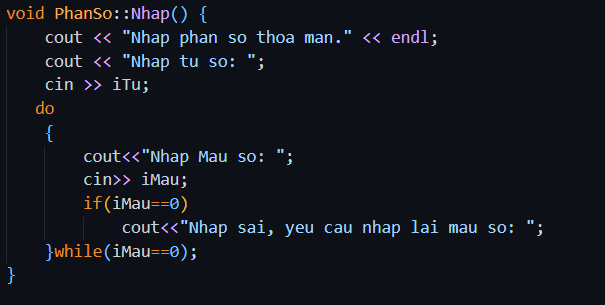 void PhanSo::Nhap() {
    cout << "Nhap phan so thoa man." << endl;
    cout << "Nhap tu so: ";
    cin >> iTu;
   do
    {
        cout<<"Nhap Mau so: ";
        cin>> iMau;
        if(iMau==0)
            cout<<"Nhap sai, yeu cau nhap lai mau so: ";
    }while(iMau==0);
}